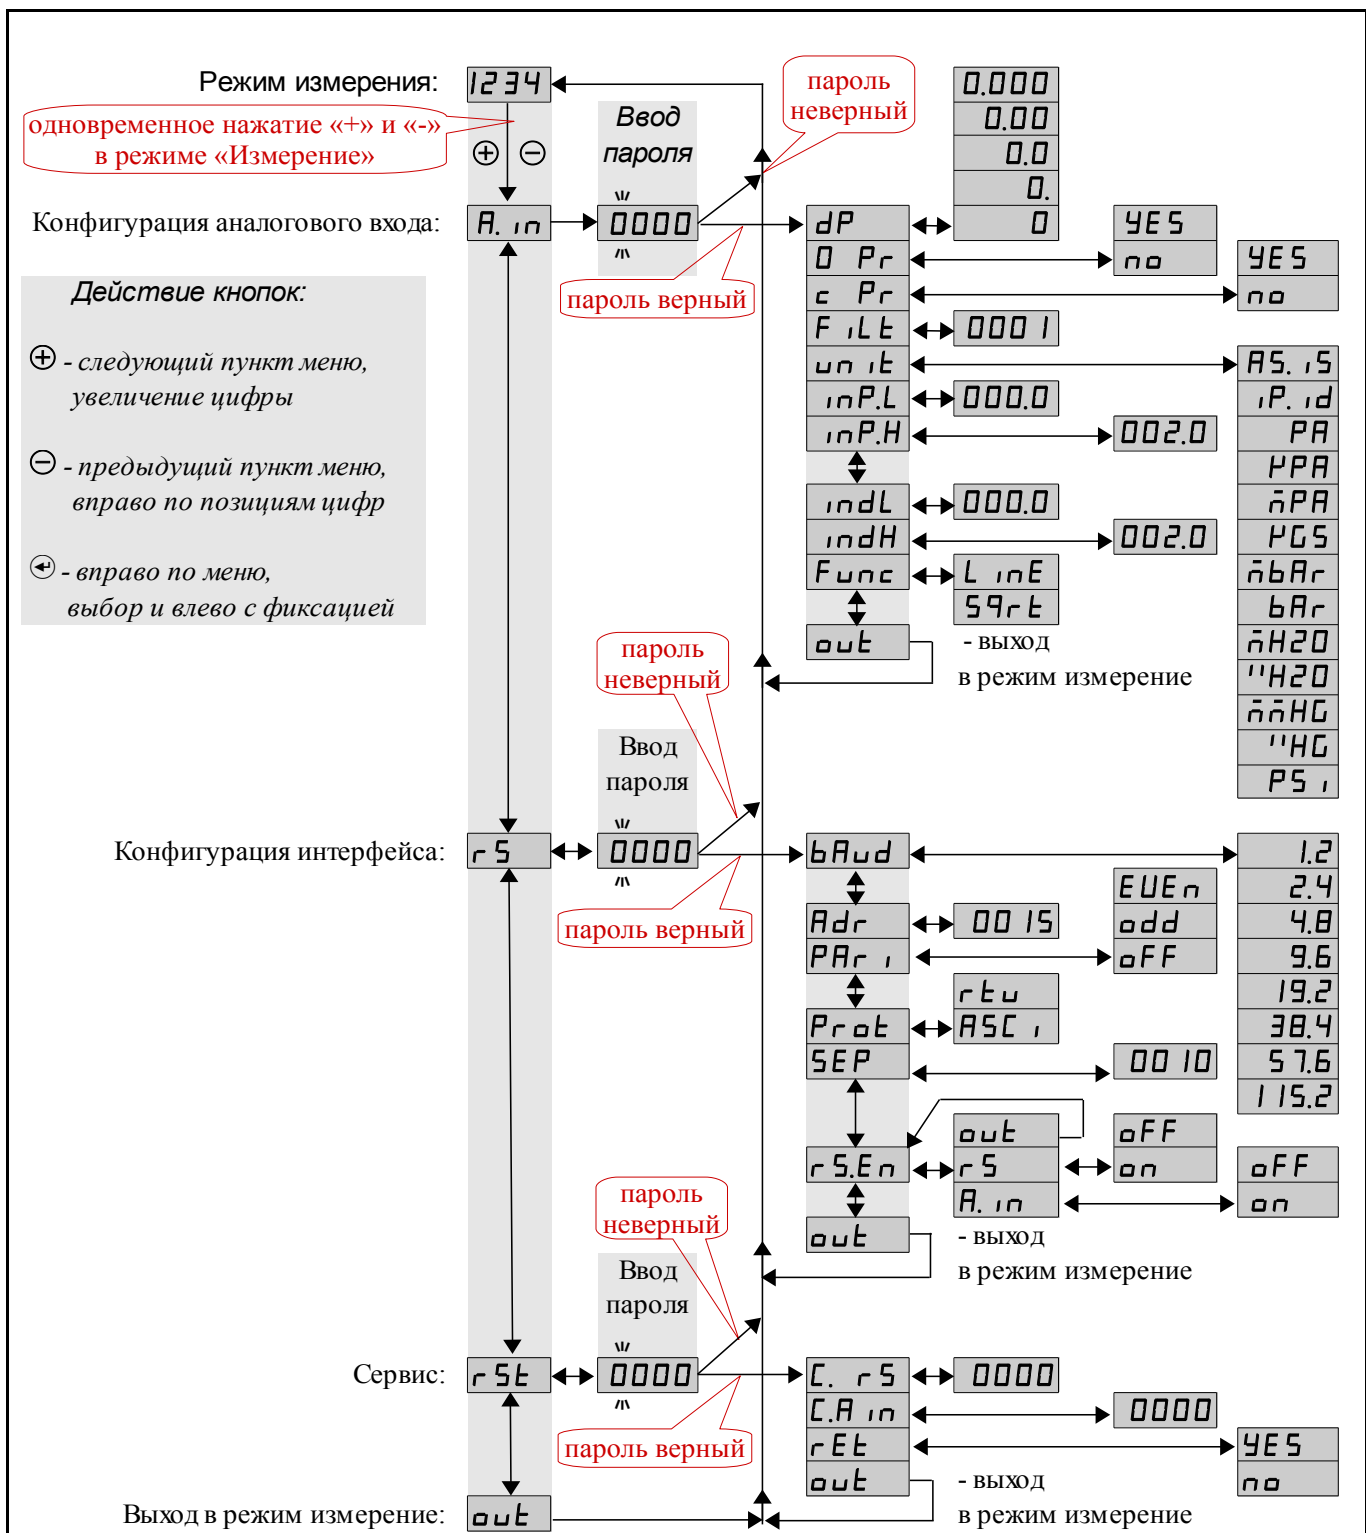 Режим измерения:
1234
пароль
неверный
0.000
0.00
0.0
0.
0
одновременное нажатие «+» и «-»
в режиме «Измерение»
Ввод
пароля
Конфигурация аналогового входа:
A. in
0000
пароль верный
dP
0 Pr
YES
no
c Pr
YES
no
FiLt
0001
unit
AS.iS
iP.id
PA
KPA
m̄PA
KGS
m̄bAr
bAr
m̄H2O
"H2O
m̄m̄HG
"HG
PSi
inP.L
000.0
inP.H
002.0
indL
000.0
indH
002.0
Func
LinE
Sqrt
out
- выход
в режим измерение
Действие кнопок:
+ - следующий пункт меню,
увеличение цифры
- - предыдущий пункт меню,
вправо по позициям цифр
↵ - вправо по меню,
выбор и влево с фиксацией
пароль
неверный
Ввод
пароля
Конфигурация интерфейса:
rS
0000
пароль верный
bAud
1.2
2.4
4.8
9.6
19.2
38.4
57.6
115.2
Adr
0015
PAri
EVEn
odd
oFF
Prot
rtu
ASCi
SEP
0010
rS.En
out
rS
A. in
oFF
on
oFF
on
out
- выход
в режим измерение
пароль
неверный
Ввод
пароля
Сервис:
rSt
0000
пароль верный
C. rS
0000
C.A in
0000
rEt
YES
no
out
- выход
в режим измерение
Выход в режим измерение:
out